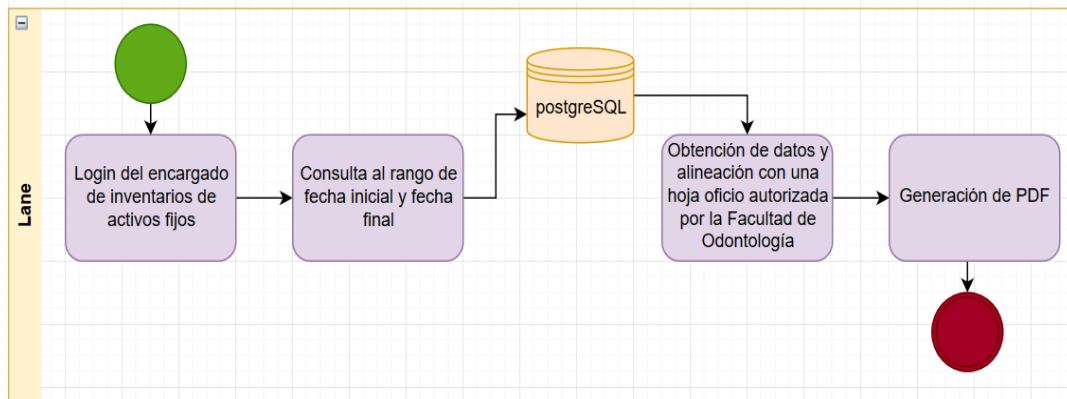 Lane
Login del encargado
de inventarios de
activos fijos
Consulta al rango de
fecha inicial y fecha
final
postgreSQL
Obtención de datos y
alineación con una
hoja oficio autorizada
por la Facultad de
Odontología
Generación de PDF